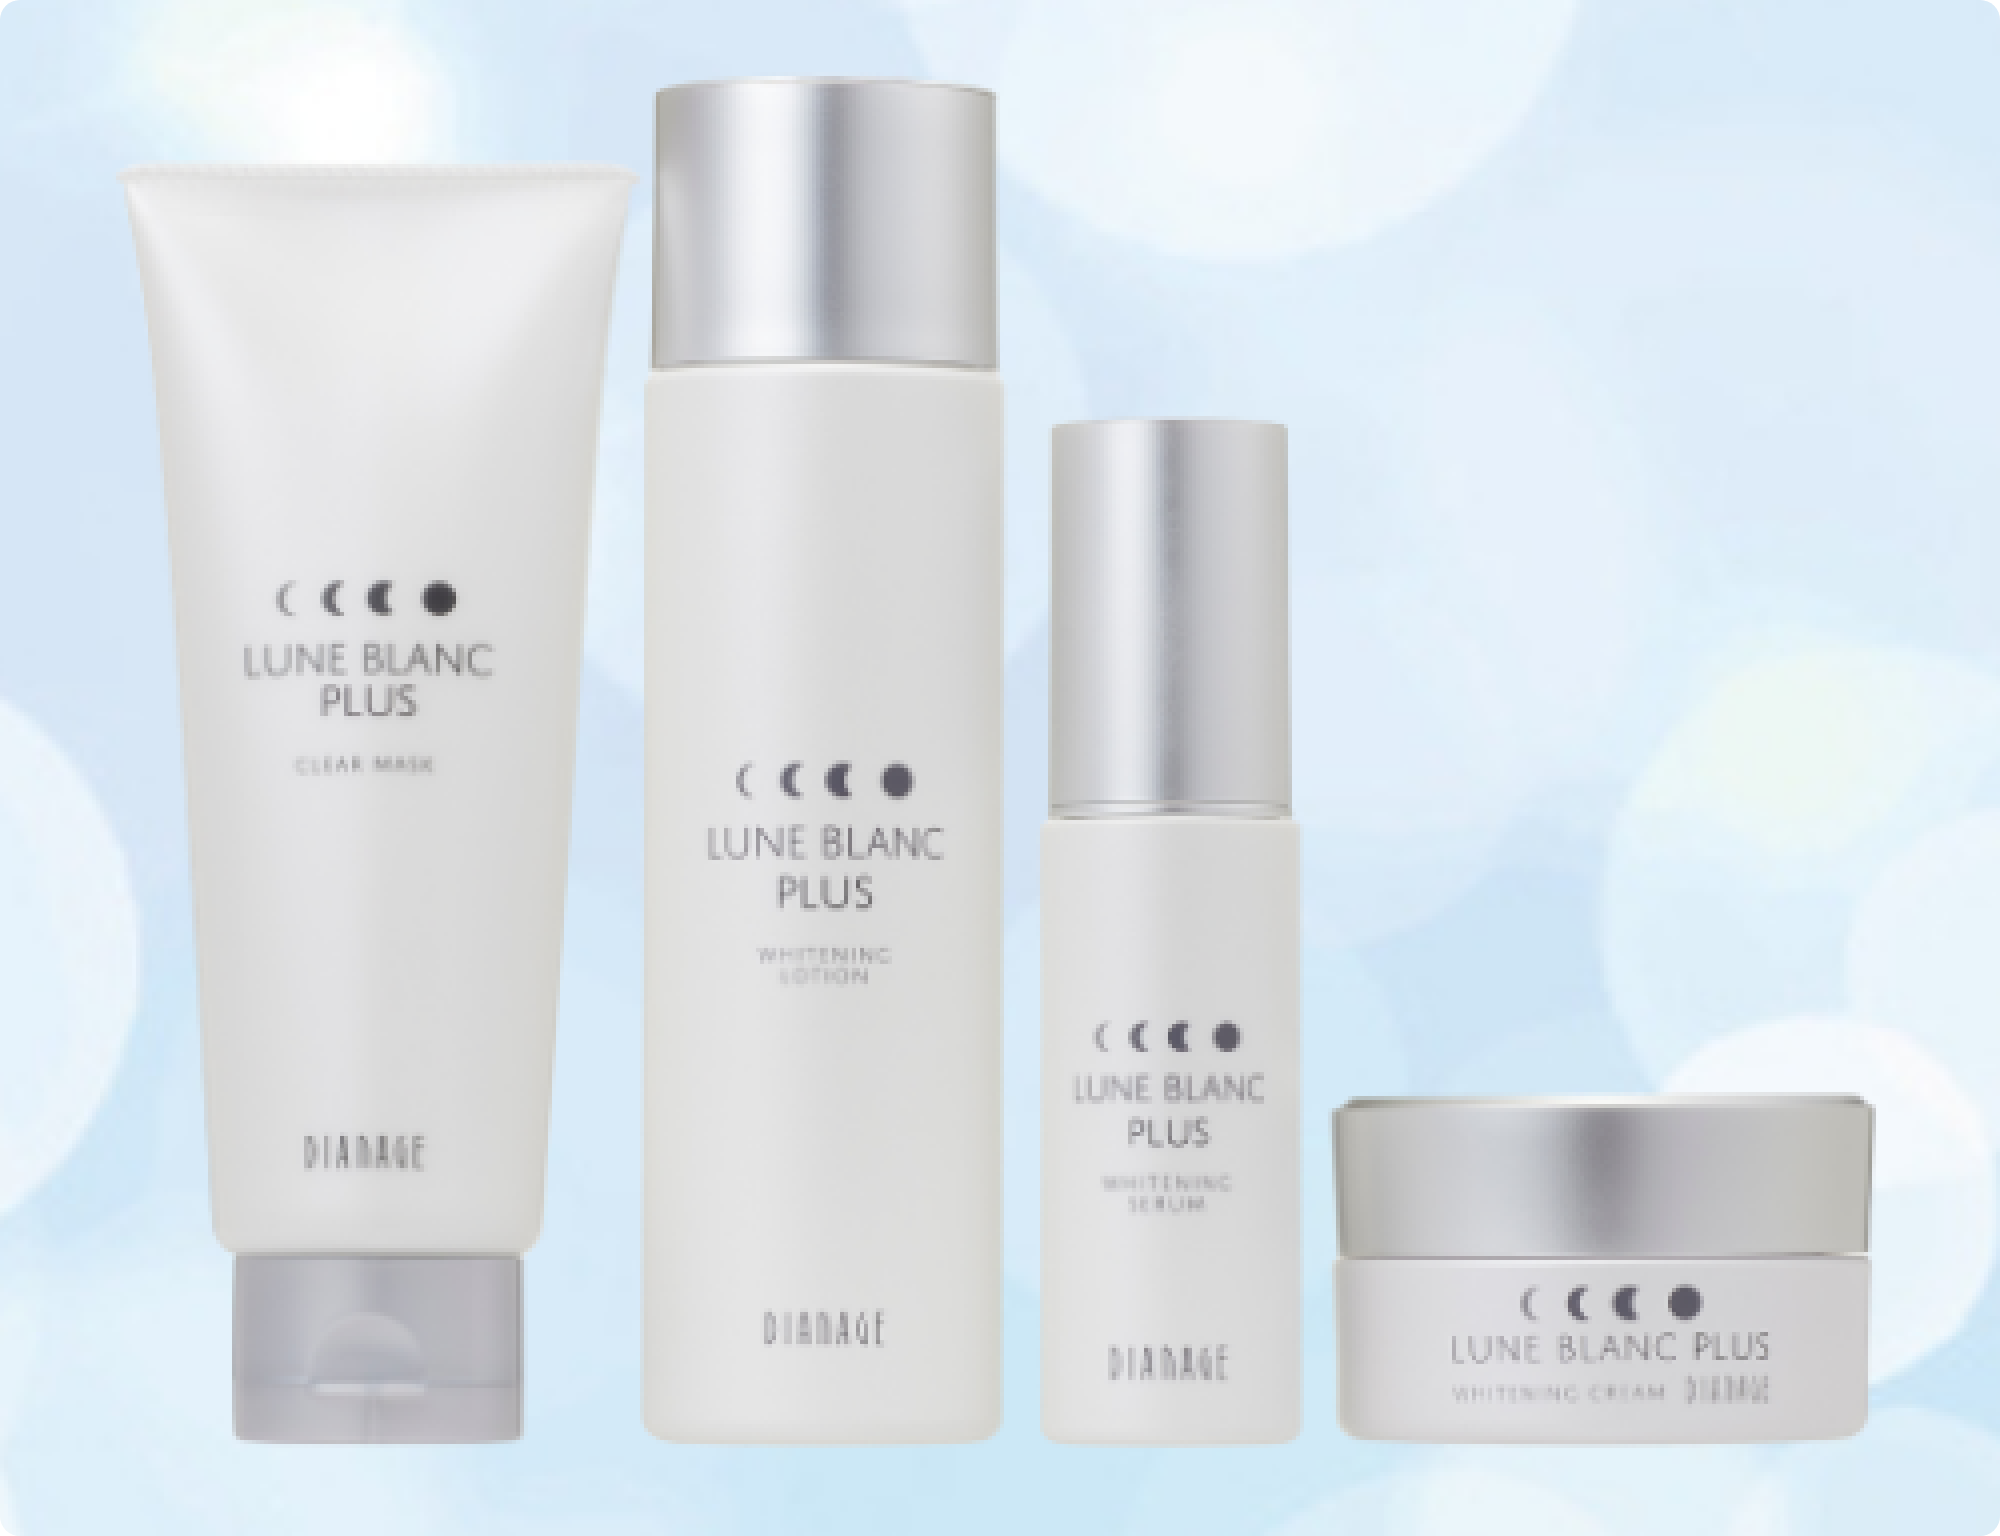 LUNE BLANC
PLUS
CLEAR MASK
DIANAGE
LUNE BLANC
PLUS
WHITENING
LOTION
DIANAGE
LUNE BLANC
PLUS
WHITENING
SERUM
DIANAGE
LUNE BLANC PLUS
WHITENING CREAM DIANAGE